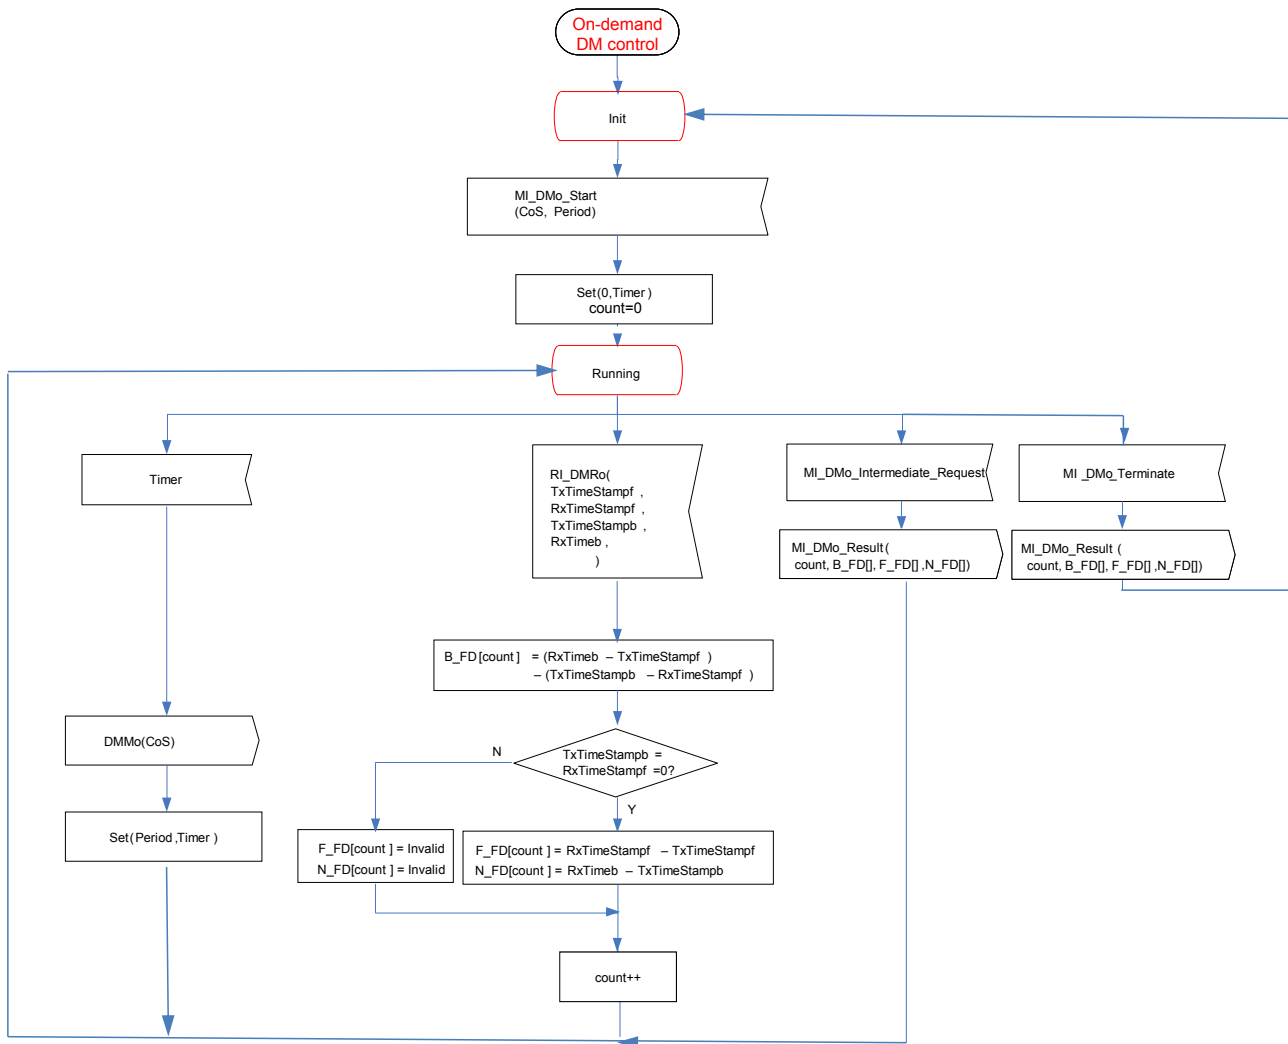 On-demand
DM control
Init
MI_DMo_Start
(CoS, Period)
Set(0,Timer )
count=0
Running
Timer
RI_DMRo(
TxTimeStampf ,
RxTimeStampf ,
TxTimeStampb ,
RxTimeb ,
)
MI_DMo_Intermediate_Request
MI _DMo_Terminate
MI_DMo_Result (
count, B_FD[], F_FD[] ,N_FD[])
MI_DMo_Result (
count, B_FD[], F_FD[] ,N_FD[])
B_FD[count ] = (RxTimeb – TxTimeStampf )
– (TxTimeStampb – RxTimeStampf )
DMMo(CoS)
N
TxTimeStampb =
RxTimeStampf =0?
Y
Set(Period ,Timer )
F_FD[count ] = Invalid
N_FD[count ] = Invalid
F_FD[count ] = RxTimeStampf – TxTimeStampf
N_FD[count ] = RxTimeb – TxTimeStampb
count++